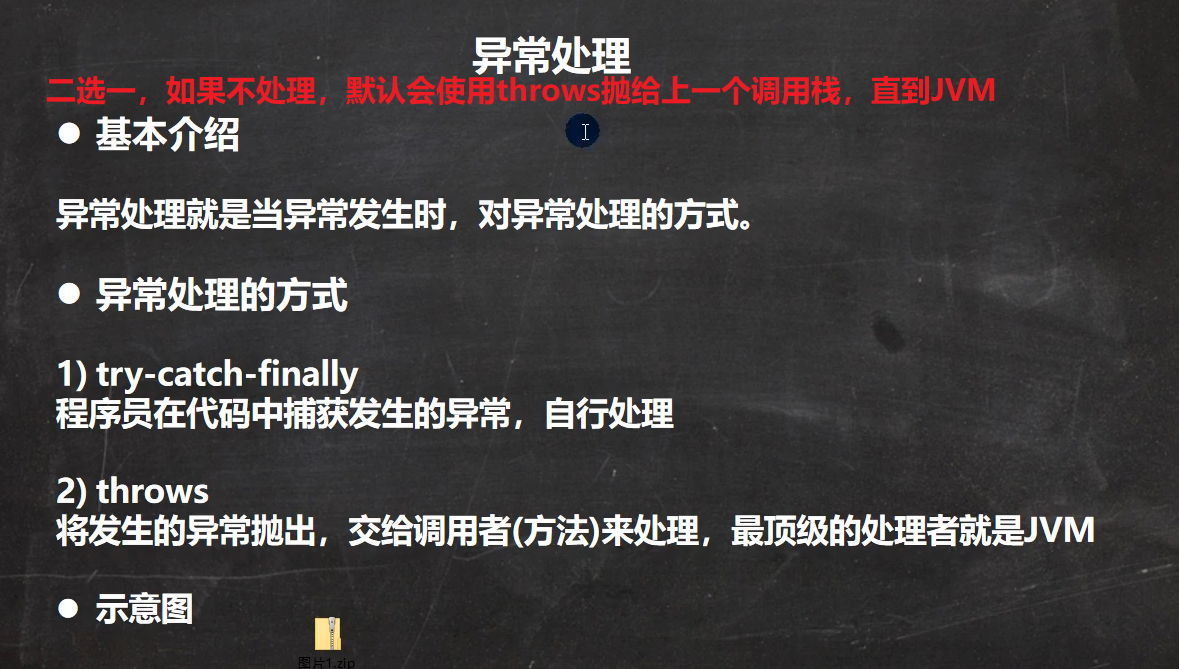 异常处理
二选一，如果不处理，默认会使用throws抛给上一个调用栈，直到JVM
● 基本介绍
异常处理就是当异常发生时，对异常处理的方式。
● 异常处理的方式
1) try-catch-finally
程序员在代码中捕获发生的异常，自行处理
2) throws
将发生的异常抛出，交给调用者(方法)来处理，最顶级的处理者就是JVM
● 示意图
图片1.zip